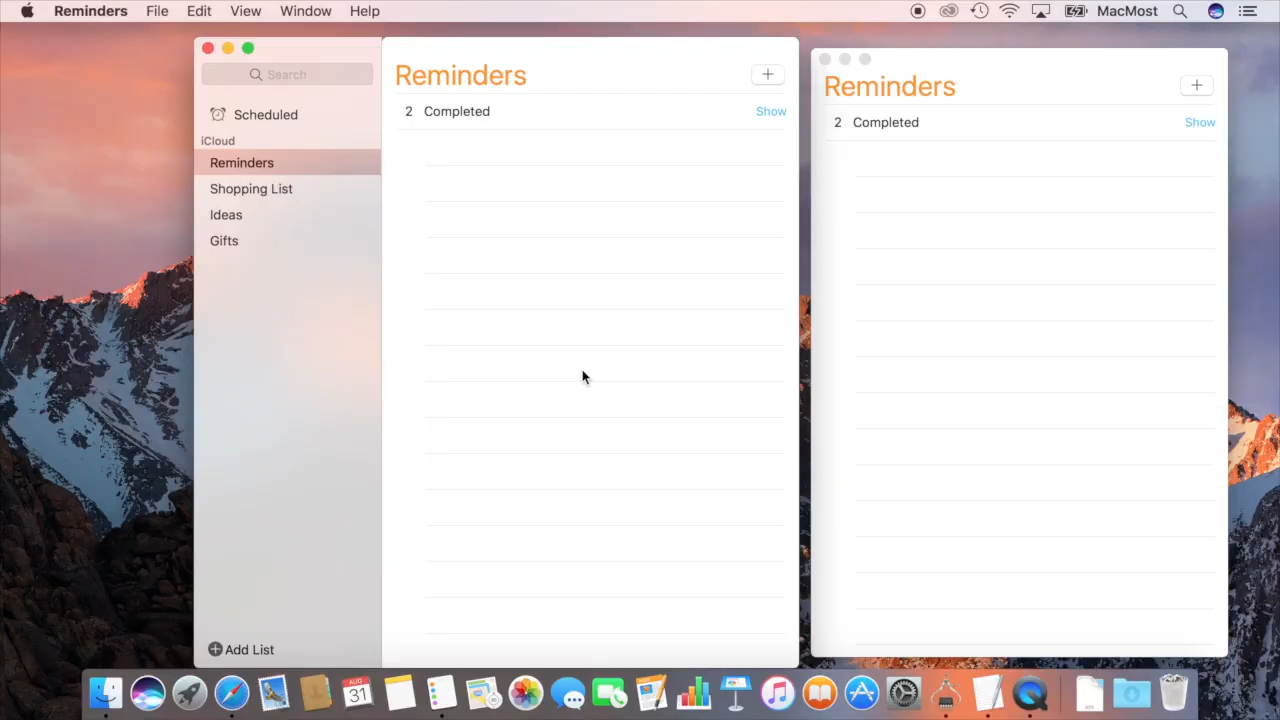 Reminders File Edit View Window Help MacMost
Search
Scheduled
iCloud
Reminders
Shopping List
Ideas
Gifts
Add List
Reminders
2 Completed Show
Reminders
2 Completed Show
AUG
31